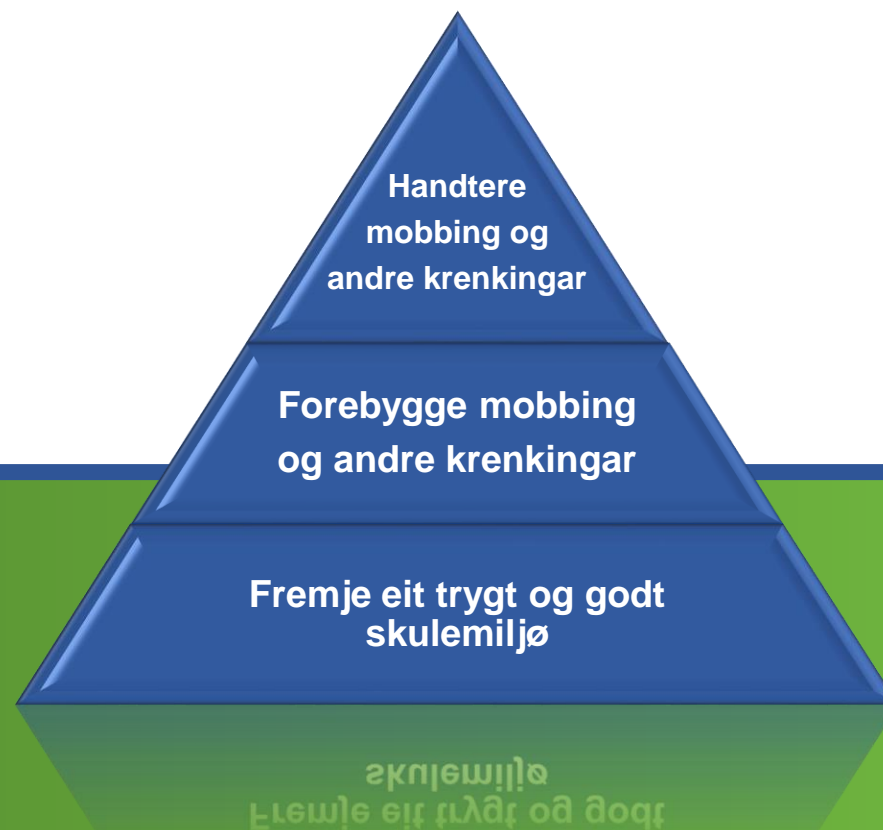 Handtere
mobbing og
andre krenkingar
Forebygge mobbing
og andre krenkingar
Fremje eit trygt og godt
skulemiljø